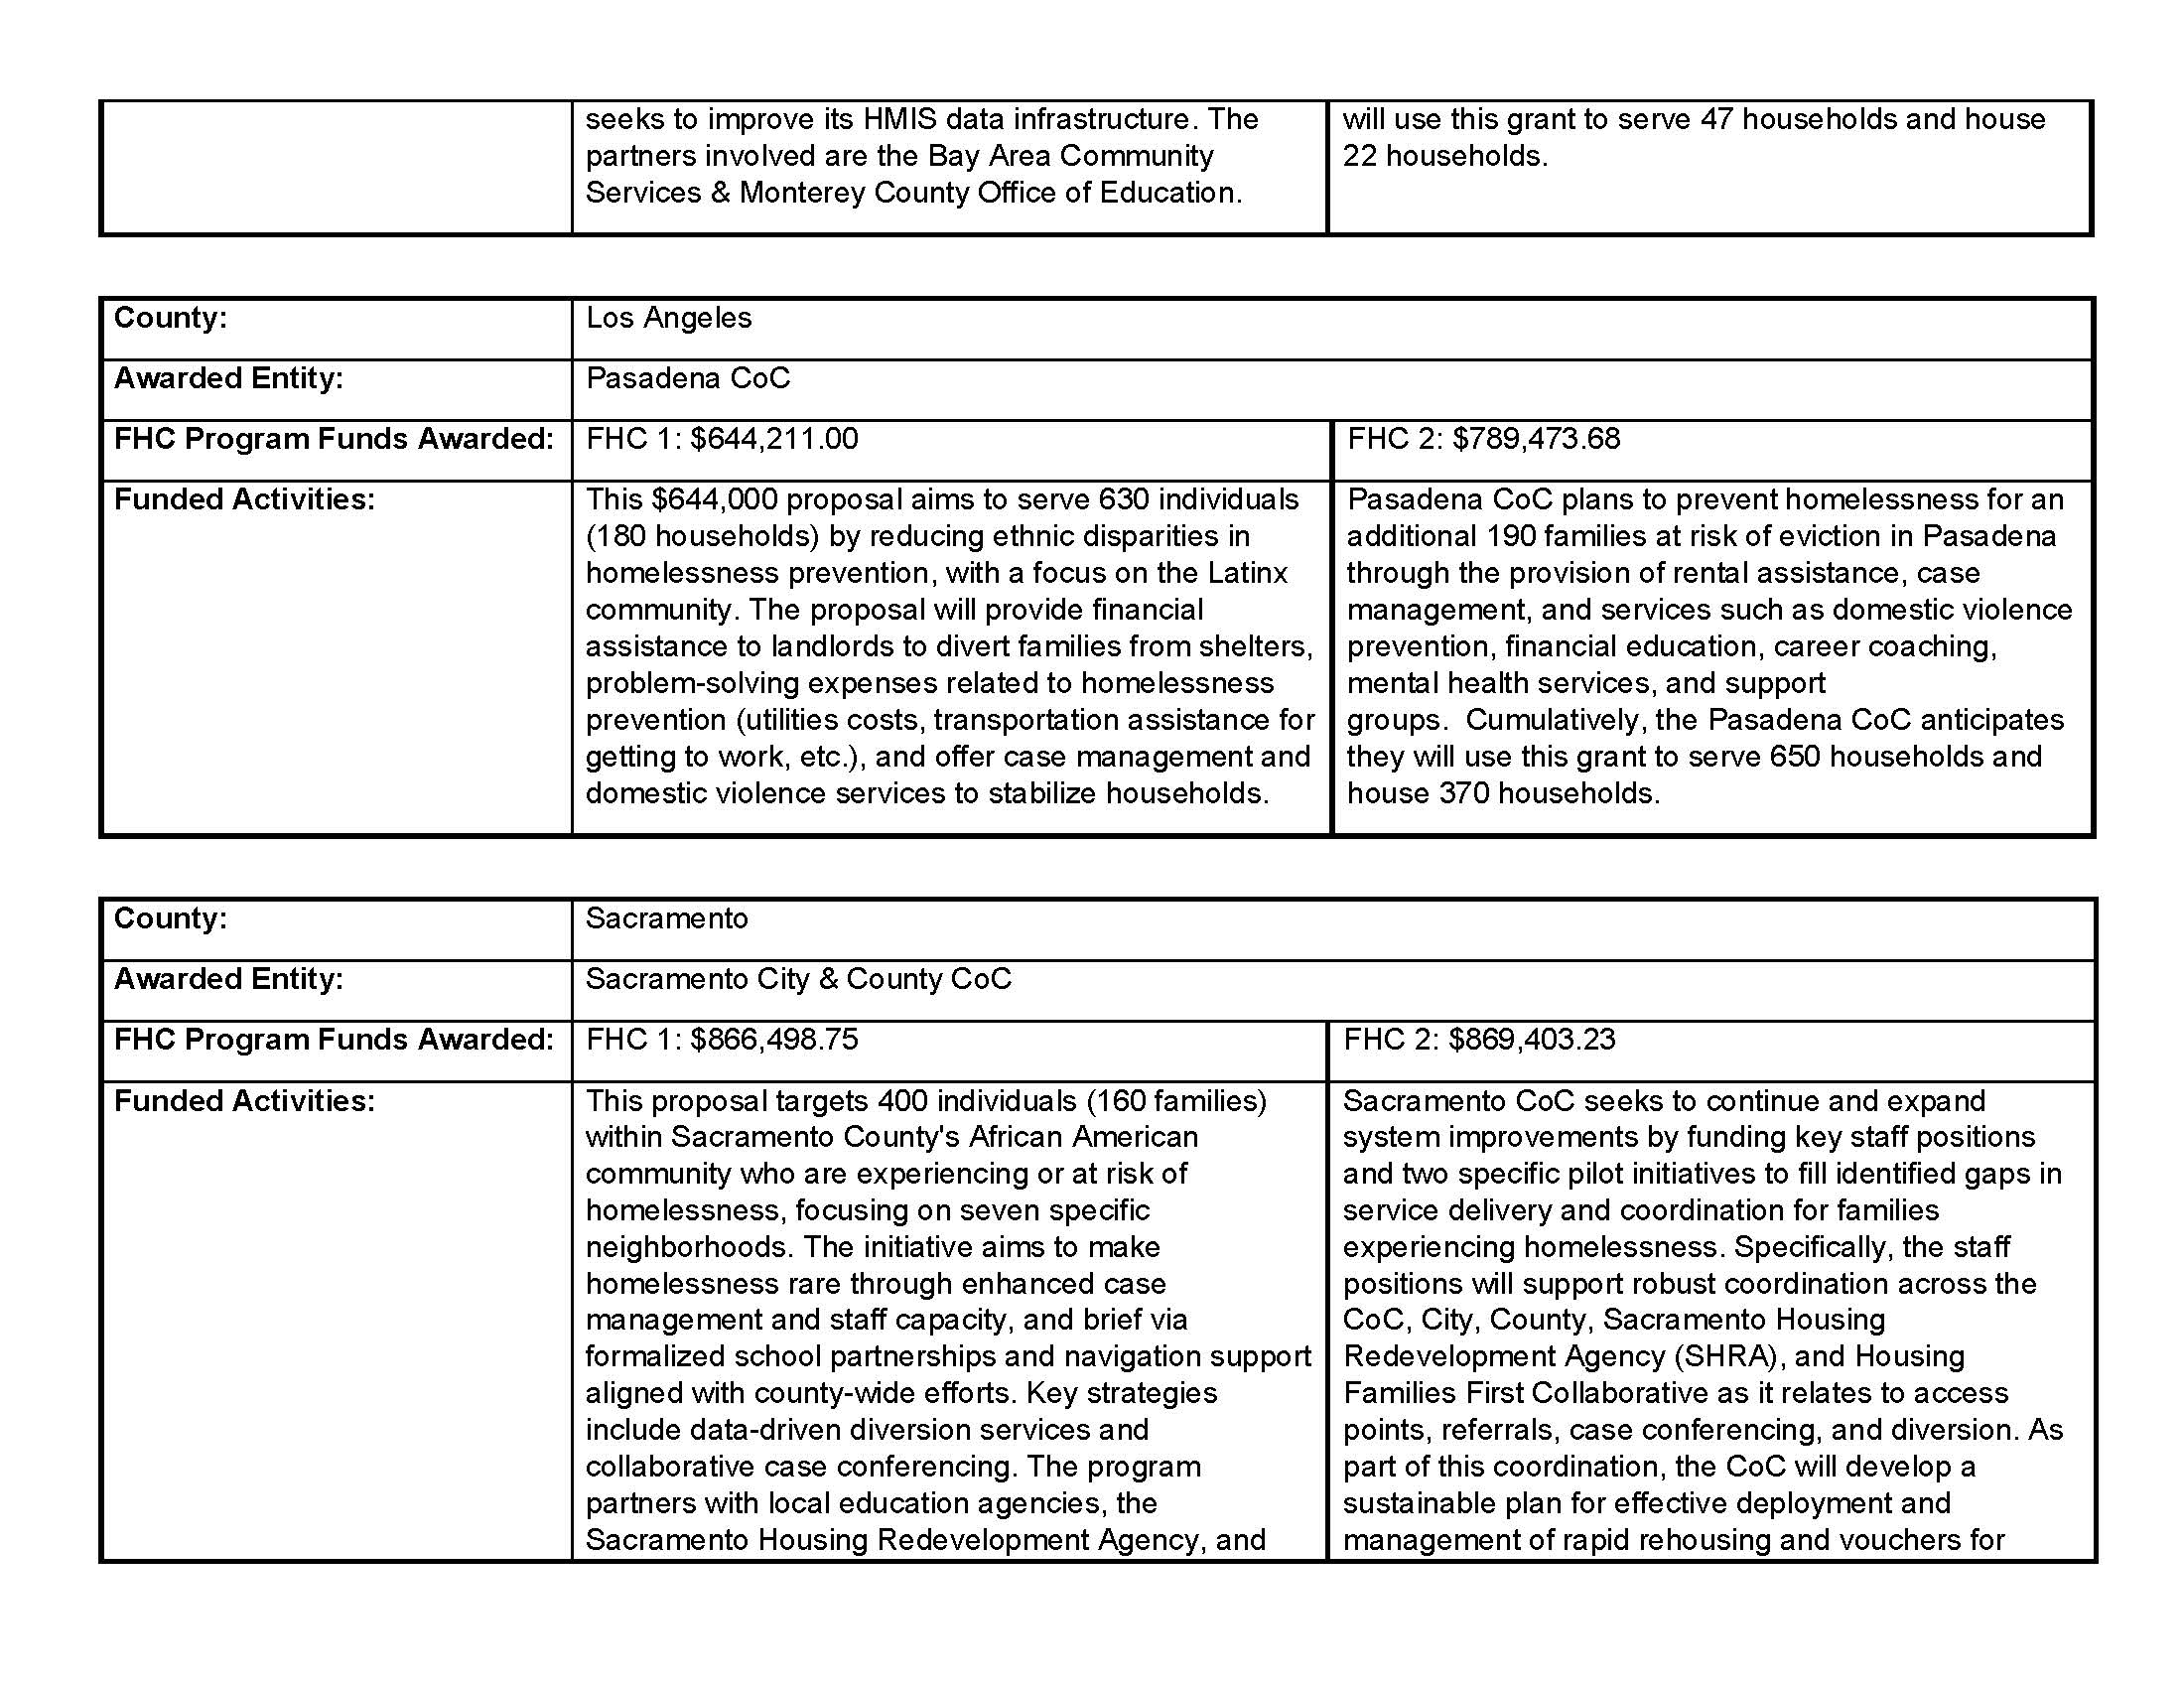 seeks to improve its HMIS data infrastructure. The
partners involved are the Bay Area Community
Services & Monterey County Office of Education.
will use this grant to serve 47 households and house
22 households.
County:
Los Angeles
Awarded Entity:
Pasadena CoC
FHC Program Funds Awarded:
FHC 1: $644,211.00
FHC 2: $789,473.68
Funded Activities:
This $644,000 proposal aims to serve 630 individuals
(180 households) by reducing ethnic disparities in
homelessness prevention, with a focus on the Latinx
community. The proposal will provide financial
assistance to landlords to divert families from shelters,
problem-solving expenses related to homelessness
prevention (utilities costs, transportation assistance for
getting to work, etc.), and offer case management and
domestic violence services to stabilize households.
Pasadena CoC plans to prevent homelessness for an
additional 190 families at risk of eviction in Pasadena
through the provision of rental assistance, case
management, and services such as domestic violence
prevention, financial education, career coaching,
mental health services, and support
groups.  Cumulatively, the Pasadena CoC anticipates
they will use this grant to serve 650 households and
house 370 households.
County:
Sacramento
Awarded Entity:
Sacramento City & County CoC
FHC Program Funds Awarded:
FHC 1: $866,498.75
FHC 2: $869,403.23
Funded Activities:
This proposal targets 400 individuals (160 families)
within Sacramento County's African American
community who are experiencing or at risk of
homelessness, focusing on seven specific
neighborhoods. The initiative aims to make
homelessness rare through enhanced case
management and staff capacity, and brief via
formalized school partnerships and navigation support
aligned with county-wide efforts. Key strategies
include data-driven diversion services and
collaborative case conferencing. The program
partners with local education agencies, the
Sacramento Housing Redevelopment Agency, and
Sacramento CoC seeks to continue and expand
system improvements by funding key staff positions
and two specific pilot initiatives to fill identified gaps in
service delivery and coordination for families
experiencing homelessness. Specifically, the staff
positions will support robust coordination across the
CoC, City, County, Sacramento Housing
Redevelopment Agency (SHRA), and Housing
Families First Collaborative as it relates to access
points, referrals, case conferencing, and diversion. As
part of this coordination, the CoC will develop a
sustainable plan for effective deployment and
management of rapid rehousing and vouchers for